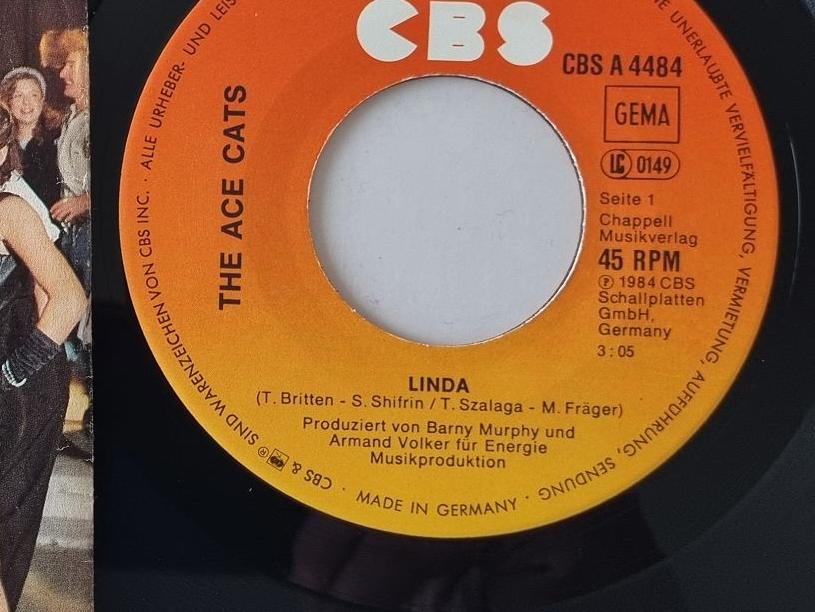 CBS
CBS A 4484
GEMA
LC 0149
THE ACE CATS
Seite 1
Chappell
Musikverlag
45 RPM
℗ 1984 CBS
Schallplatten
GmbH,
Germany
3:05
LINDA
(T. Britten - S. Shifrin / T. Szalaga - M. Fräger)
Produziert von Barny Murphy und
Armand Volker für Energie
Musikproduktion
CBS & ® SIND WARENZEICHEN VON CBS INC. · ALLE URHEBER- UND LEIS
UNERLAUBTE VERVIELFÄLTIGUNG, VERMIETUNG, AUFFÜHRUNG, SENDUNG ·
MADE IN GERMANY ·